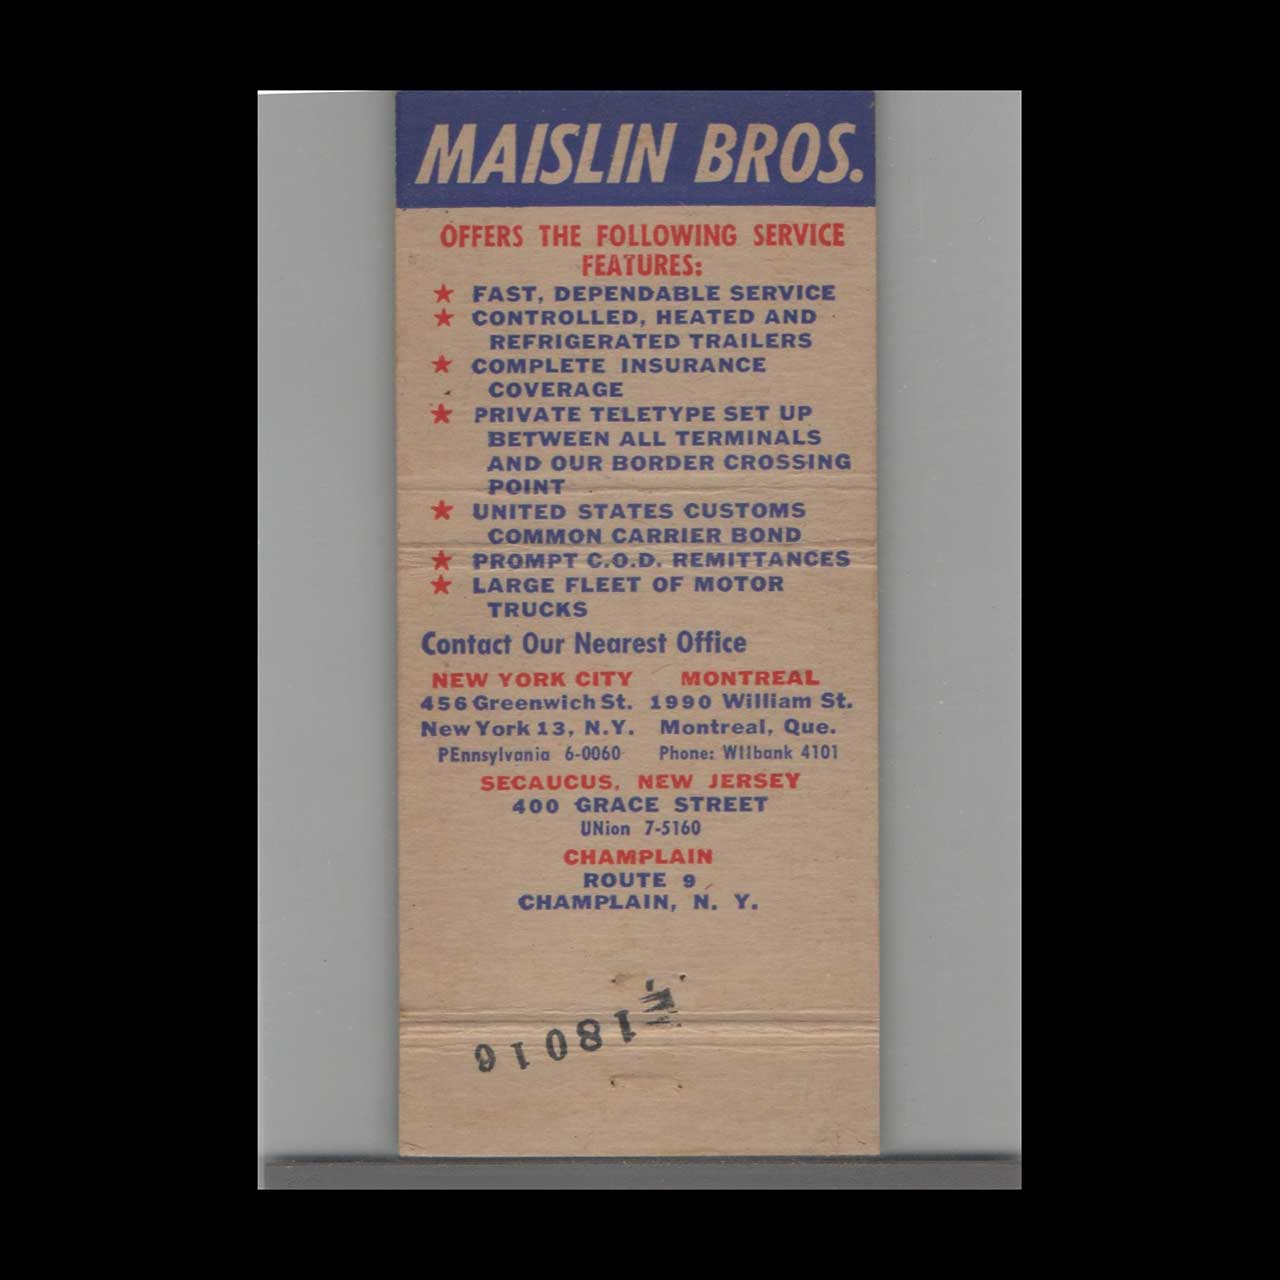 MAISLIN BROS.
OFFERS THE FOLLOWING SERVICE
FEATURES:
★ FAST, DEPENDABLE SERVICE
★ CONTROLLED, HEATED AND
REFRIGERATED TRAILERS
★ COMPLETE INSURANCE
COVERAGE
★ PRIVATE TELETYPE SET UP
BETWEEN ALL TERMINALS
AND OUR BORDER CROSSING
POINT
★ UNITED STATES CUSTOMS
COMMON CARRIER BOND
★ PROMPT C.O.D. REMITTANCES
★ LARGE FLEET OF MOTOR
TRUCKS
Contact Our Nearest Office
NEW YORK CITY MONTREAL
456 Greenwich St. 1990 William St.
New York 13, N.Y. Montreal, Que.
PEnnsylvania 6-0060 Phone: WIlbank 4101
SECAUCUS, NEW JERSEY
400 GRACE STREET
UNion 7-5160
CHAMPLAIN
ROUTE 9
CHAMPLAIN, N. Y.